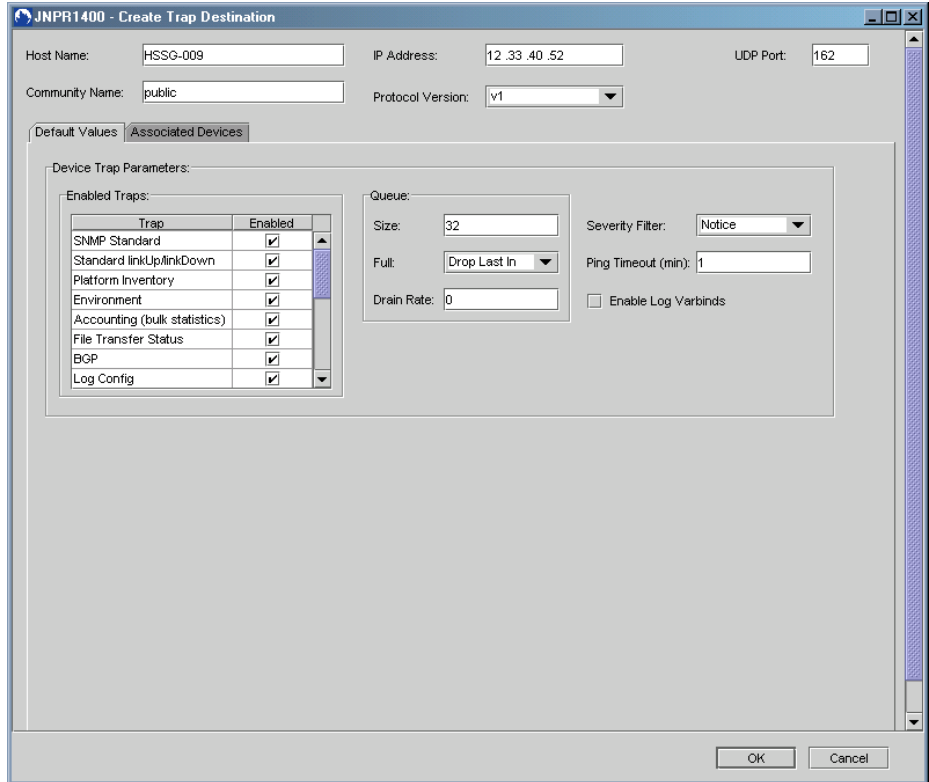 JNPR1400 - Create Trap Destination
Host Name: HSSG-009 IP Address: 12 .33 .40 .52 UDP Port: 162
Community Name: public Protocol Version: v1
Default Values Associated Devices
Device Trap Parameters:
Enabled Traps:
Trap Enabled
SNMP Standard
Standard linkUp/linkDown
Platform Inventory
Environment
Accounting (bulk statistics)
File Transfer Status
BGP
Log Config
Queue:
Size: 32
Full: Drop Last In
Drain Rate: 0
Severity Filter: Notice
Ping Timeout (min): 1
Enable Log Varbinds
OK Cancel